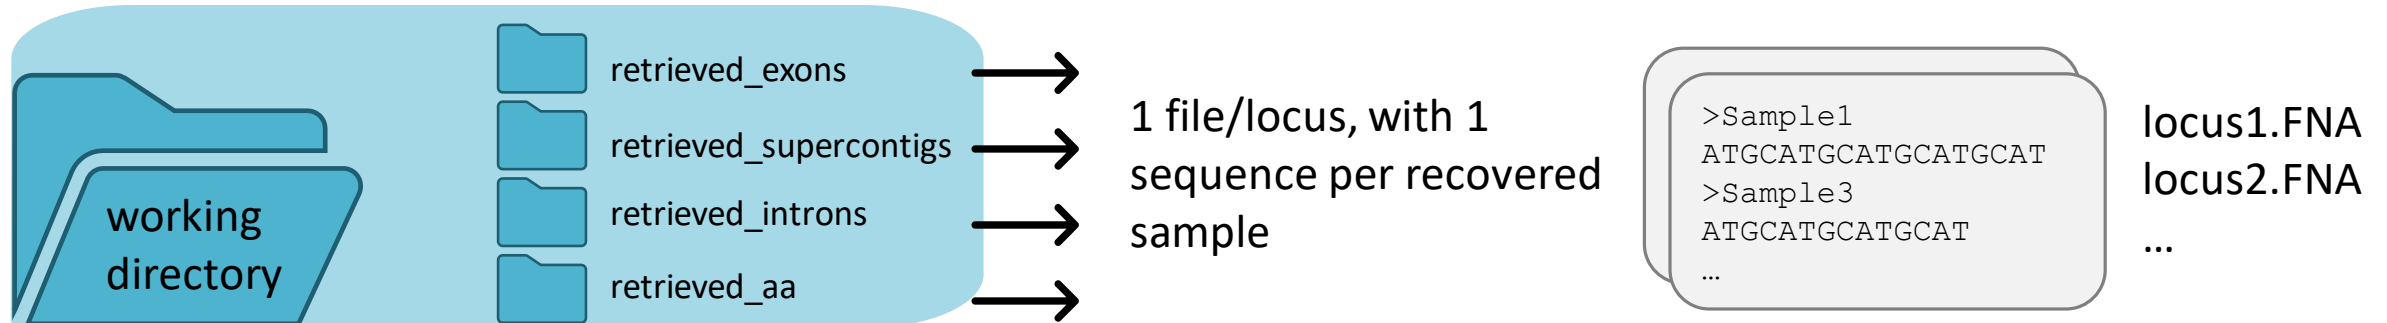 working
directory
retrieved_exons
retrieved_supercontigs
retrieved_introns
retrieved_aa
1 file/locus, with 1
sequence per recovered
sample
>Sample1
ATGCATGCATGCATGCAT
>Sample3
ATGCATGCATGCAT
…
locus1.FNA
locus2.FNA
…